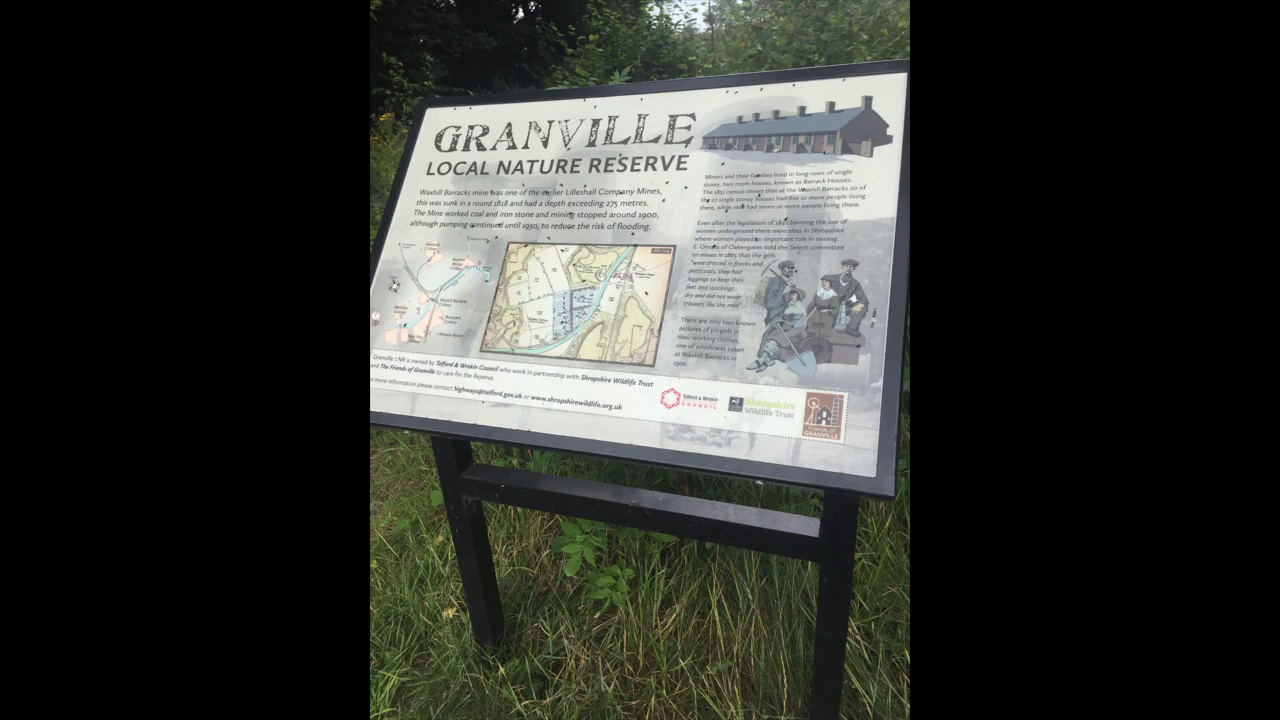 GRANVILLE
LOCAL NATURE RESERVE
Waxhill Barracks mine was one of the earlier Lilleshall Company Mines,
this was sunk in a round 1818 and had a depth exceeding 275 metres.
The Mine worked coal and iron stone and mining stopped around 1900,
although pumping continued until 1930, to reduce the risk of flooding.
Miners and their families lived in long rows of single
storey, two room houses, known as Barrack Houses.
The 1851 census shows that at the Waxhill Barracks 20 of
the 27 single storey houses had five or more people living
there, while nine had seven or more people living there.
Even after the legislation of 1842 banning the use of
women underground there were sites in Shropshire
where women played an important role in mining.
E. Onions of Oakengates told the Select committee
on mines in 1865 that the girls
"were dressed in frocks and
petticoats, they had
leggings to keep their
feet and stockings
dry and did not wear
trousers like the men"
There are only two known
pictures of pit girls in
their working clothes,
one of which was taken
at Waxhill Barracks in
1900.
Granville LNR is owned by Telford & Wrekin Council who work in partnership with Shropshire Wildlife Trust
and The Friends of Granville to care for the Reserve.
more information please contact highways@telford.gov.uk or www.shropshirewildlife.org.uk
Telford & Wrekin
COUNCIL
Shropshire
Wildlife Trust
Friends of
GRANVILLE